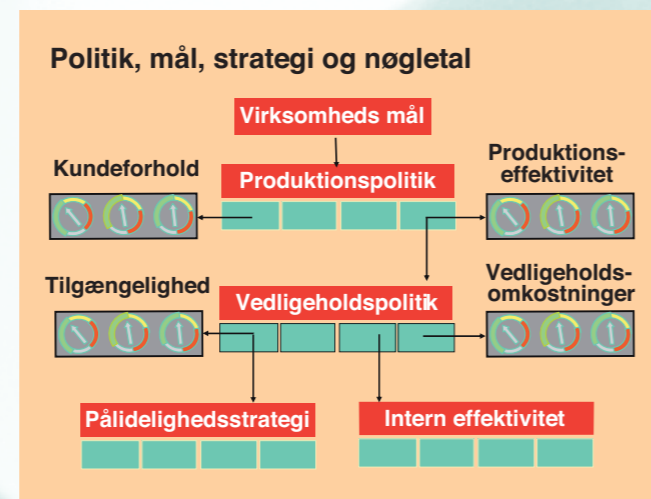 Politik, mål, strategi og nøgletal
Virksomheds mål
Kundeforhold
Produktionspolitik
Produktions-
effektivitet
Tilgængelighed
Vedligeholdspolitik
Vedligeholds-
omkostninger
Pålidelighedsstrategi
Intern effektivitet